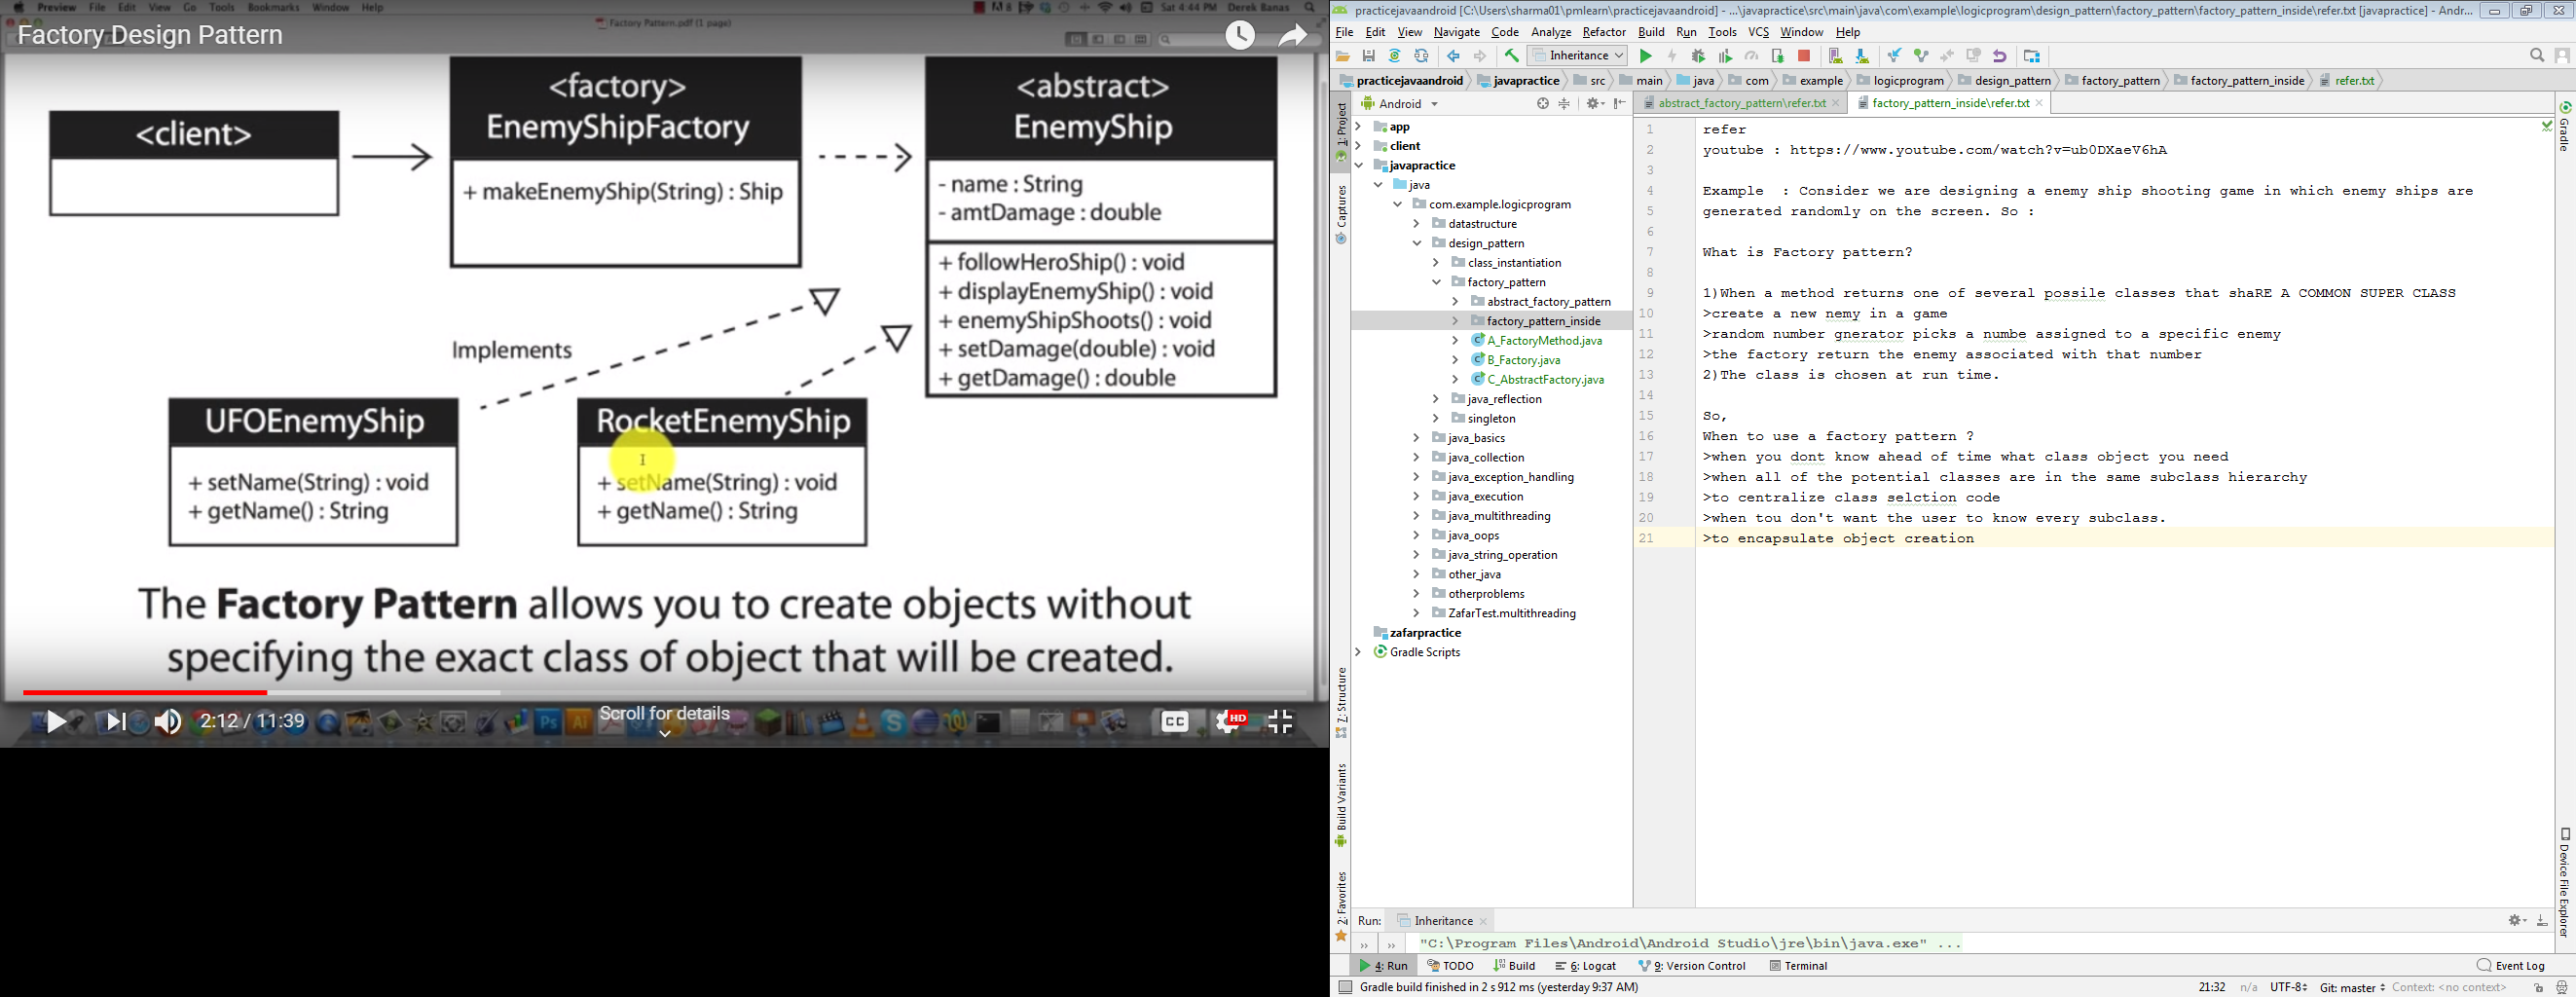 Preview File Edit View Go Tools Bookmarks Window Help
Sat 4:44 PM Derek Banas
Factory Pattern.pdf (1 page)
Factory Design Pattern
<client>
<factory>
EnemyShipFactory
+ makeEnemyShip(String) : Ship
<abstract>
EnemyShip
- name : String
- amtDamage : double
+ followHeroShip() : void
+ displayEnemyShip() : void
+ enemyShipShoots() : void
+ setDamage(double) : void
+ getDamage() : double
Implements
UFOEnemyShip
+ setName(String) : void
+ getName() : String
RocketEnemyShip
+ setName(String) : void
+ getName() : String
The Factory Pattern allows you to create objects without
specifying the exact class of object that will be created.
2:12 / 11:39
Scroll for details
CC
HD
practicejavaandroid [C:\Users\sharma01\pmlearn\practicejavaandroid] - ...\javapractice\src\main\java\com\example\logicprogram\design_pattern\factory_pattern\factory_pattern_inside\refer.txt [javapractice] - Andr...
File Edit View Navigate Code Analyze Refactor Build Run Tools VCS Window Help
Inheritance
practicejavaandroid javapractice src main java com example logicprogram design_pattern factory_pattern factory_pattern_inside refer.txt
Android
abstract_factory_pattern\refer.txt factory_pattern_inside\refer.txt
1: Project
Captures
Z: Structure
Build Variants
2: Favorites
app
client
javapractice
java
com.example.logicprogram
datastructure
design_pattern
class_instantiation
factory_pattern
abstract_factory_pattern
factory_pattern_inside
A_FactoryMethod.java
B_Factory.java
C_AbstractFactory.java
java_reflection
singleton
java_basics
java_collection
java_exception_handling
java_execution
java_multithreading
java_oops
java_string_operation
other_java
otherproblems
ZafarTest.multithreading
zafarpractice
Gradle Scripts
1 refer
2 youtube : https://www.youtube.com/watch?v=ub0DXaeV6hA
3
4 Example  : Consider we are designing a enemy ship shooting game in which enemy ships are
5 generated randomly on the screen. So :
6
7 What is Factory pattern?
8
9 1)When a method returns one of several possile classes that shaRE A COMMON SUPER CLASS
10 >create a new nemy in a game
11 >random number gnerator picks a numbe assigned to a specific enemy
12 >the factory return the enemy associated with that number
13 2)The class is chosen at run time.
14
15 So,
16 When to use a factory pattern ?
17 >when you dont know ahead of time what class object you need
18 >when all of the potential classes are in the same subclass hierarchy
19 >to centralize class selction code
20 >when tou don't want the user to know every subclass.
21 >to encapsulate object creation
Gradle
Device File Explorer
Run: Inheritance
"C:\Program Files\Android\Android Studio\jre\bin\java.exe" ...
4: Run TODO Build 6: Logcat 9: Version Control Terminal Event Log
Gradle build finished in 2 s 912 ms (yesterday 9:37 AM) 21:32 n/a UTF-8 Git: master Context: <no context>